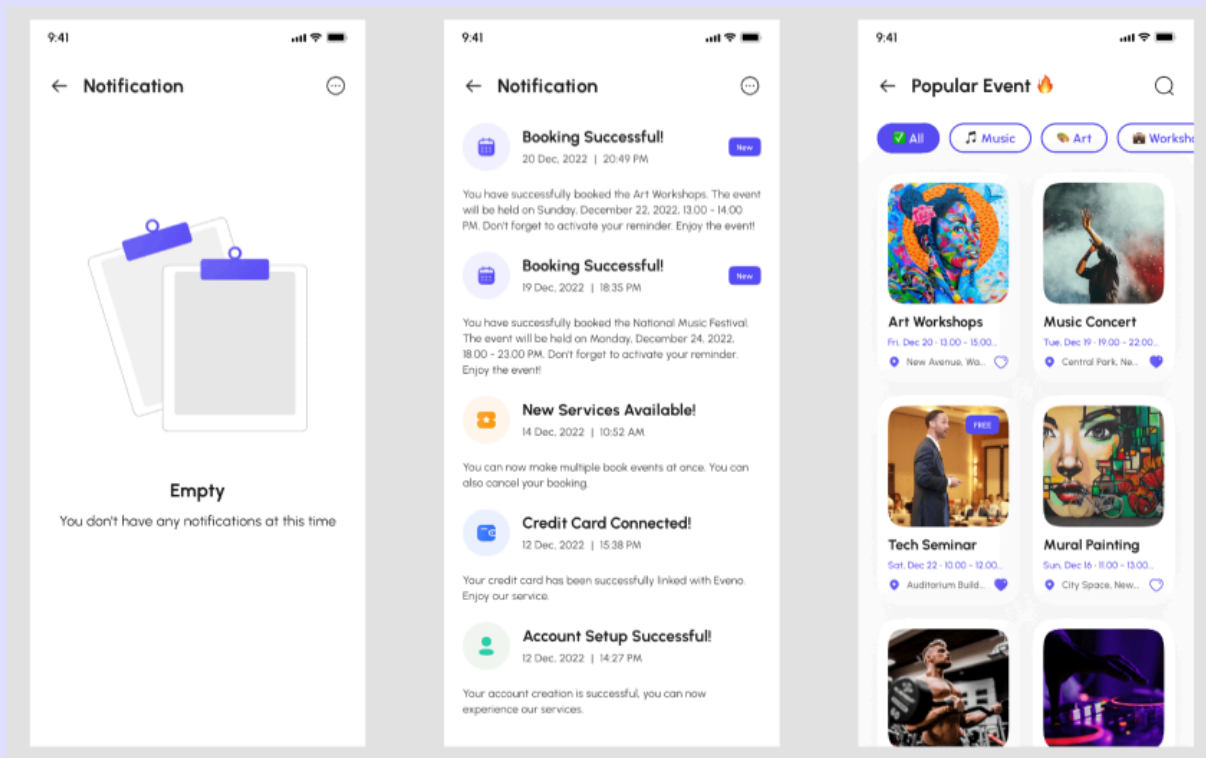 9:41
Notification
Empty
You don't have any notifications at this time
9:41
Notification
Booking Successful!
20 Dec, 2022 | 20:49 PM
New
You have successfully booked the Art Workshops. The event
will be held on Sunday, December 22, 2022, 13.00 - 14.00
PM. Don't forget to activate your reminder. Enjoy the event!
Booking Successful!
19 Dec, 2022 | 18:35 PM
New
You have successfully booked the National Music Festival.
The event will be held on Monday, December 24, 2022,
18.00 - 23.00 PM. Don't forget to activate your reminder.
Enjoy the event!
New Services Available!
14 Dec, 2022 | 10:52 AM
You can now make multiple book events at once. You can
also cancel your booking.
Credit Card Connected!
12 Dec, 2022 | 15:38 PM
Your credit card has been successfully linked with Eveno.
Enjoy our service.
Account Setup Successful!
12 Dec, 2022 | 14:27 PM
Your account creation is successful, you can now
experience our services.
9:41
Popular Event 🔥
✅ All
🎵 Music
🎨 Art
💼 Worksho
Art Workshops
Fri, Dec 20 · 13.00 - 15.00...
New Avenue, Wa...
Music Concert
Tue, Dec 19 · 19.00 - 22.00...
Central Park, Ne...
FREE
Tech Seminar
Sat, Dec 22 · 10.00 - 12.00...
Auditorium Build...
Mural Painting
Sun, Dec 16 · 11.00 - 13.00...
City Space, New...